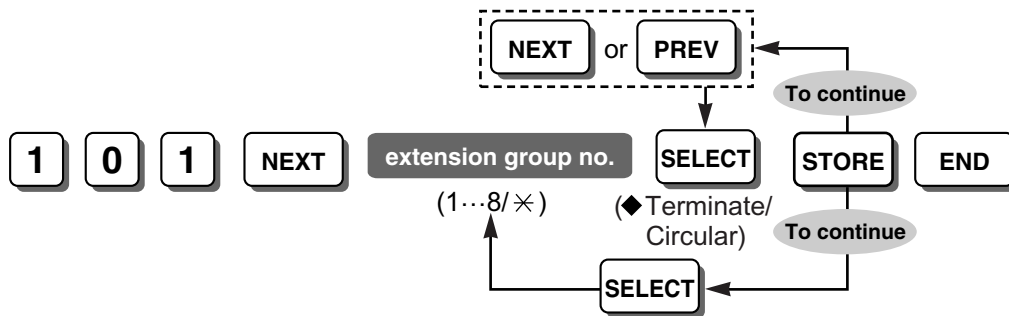 NEXT or PREV
To continue
1 0 1 NEXT extension group no. SELECT STORE END
(1···8/✳)
(◆Terminate/
Circular)
To continue
SELECT